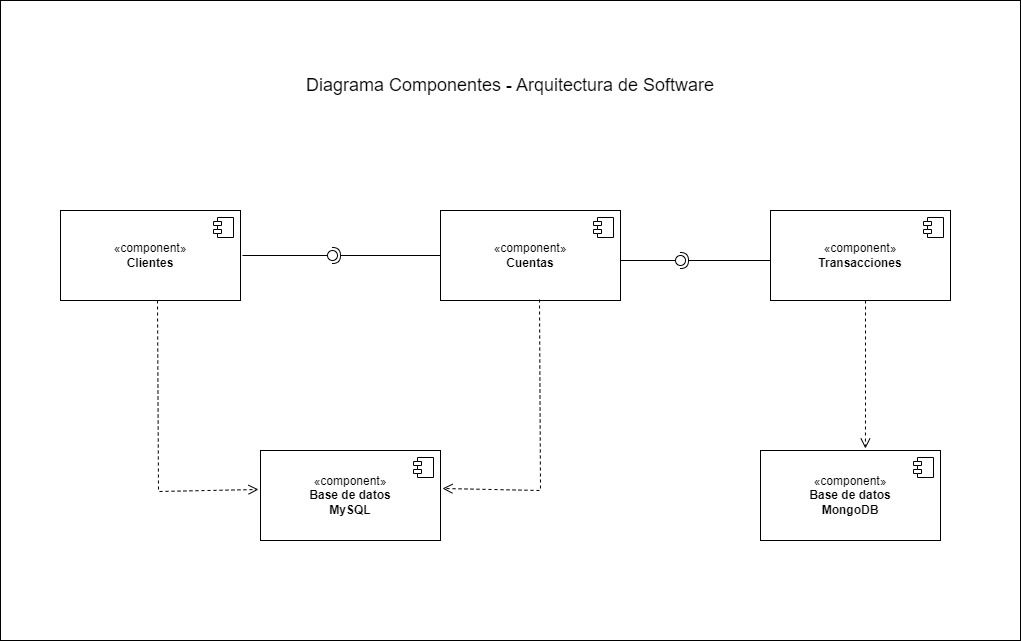 Diagrama Componentes - Arquitectura de Software
«component»
Clientes
«component»
Cuentas
«component»
Transacciones
«component»
Base de datos
MySQL
«component»
Base de datos
MongoDB